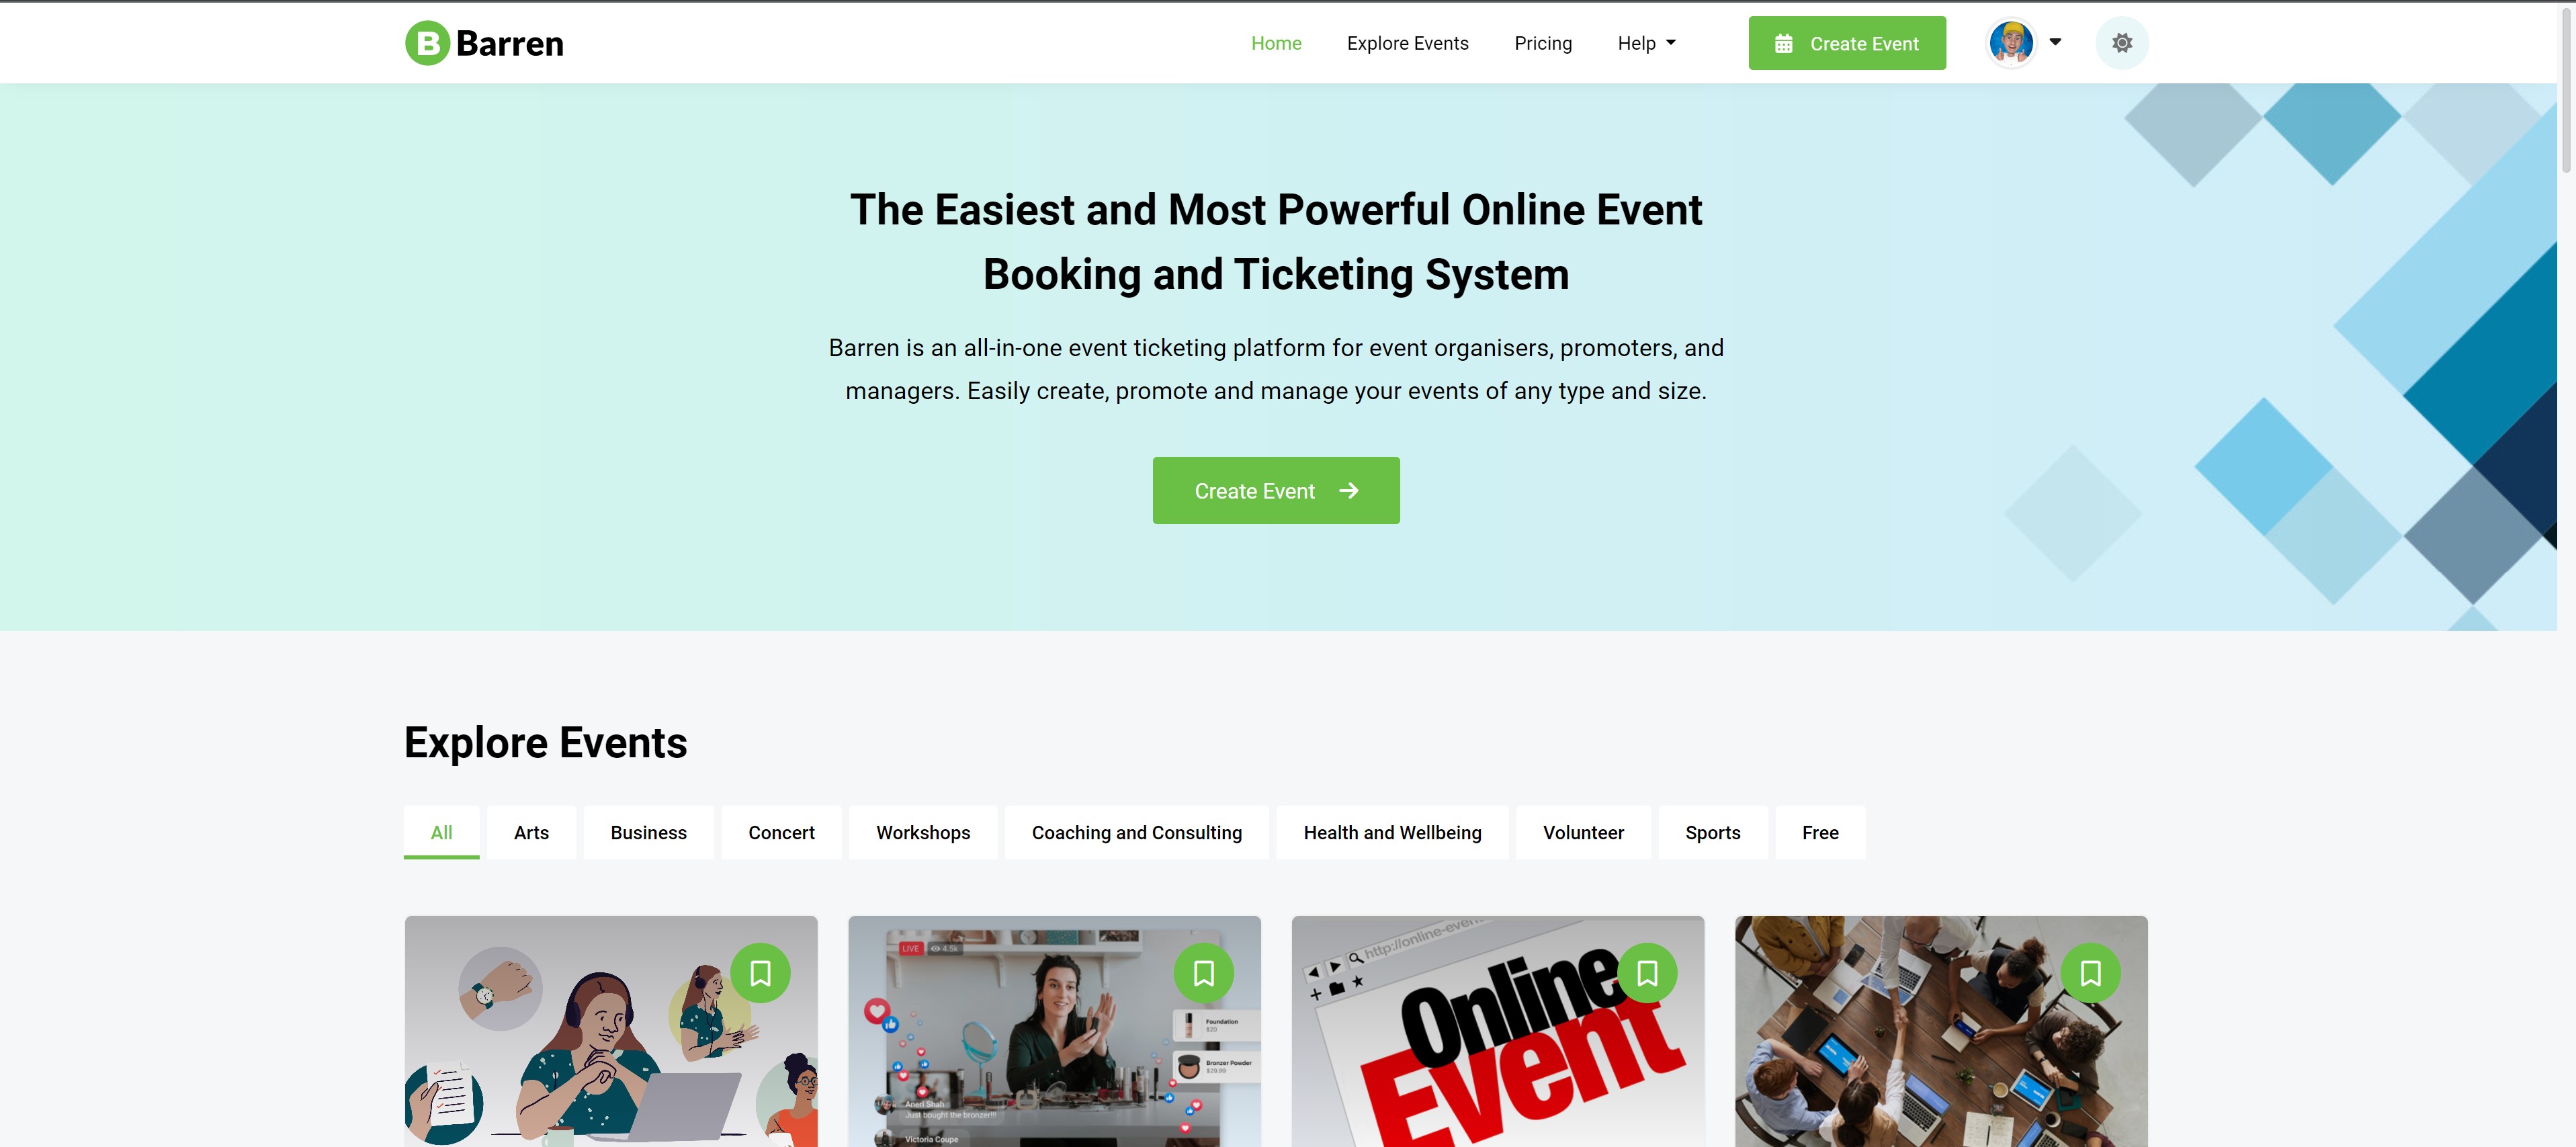 B Barren
Home Explore Events Pricing Help Create Event
The Easiest and Most Powerful Online Event
Booking and Ticketing System
Barren is an all-in-one event ticketing platform for event organisers, promoters, and
managers. Easily create, promote and manage your events of any type and size.
Create Event
Explore Events
All Arts Business Concert Workshops Coaching and Consulting Health and Wellbeing Volunteer Sports Free
LIVE 4.5k
Foundation
$20
Bronzer Powder
$29.99
Aneri Shah
Just bought the bronzer!!!
Victoria Coupe
http://online-even
Online
Event